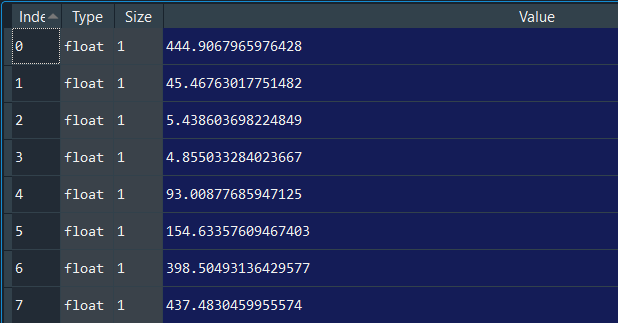 Inde Type Size Value
0 float 1 444.9067965976428
1 float 1 45.46763017751482
2 float 1 5.438603698224849
3 float 1 4.855033284023667
4 float 1 93.00877685947125
5 float 1 154.63357609467403
6 float 1 398.50493136429577
7 float 1 437.4830459955574